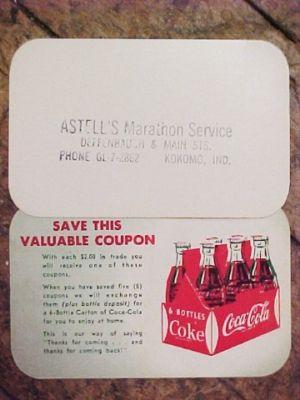 ASTELL'S Marathon Service
DEFFENBAUGH & MAIN STS.
PHONE GL-7-2862 KOKOMO, IND.
SAVE THIS
VALUABLE COUPON
With each $2.00 in trade you
will receive one of these
coupons.
When you have saved five (5)
coupons we will exchange
them (plus bottle deposit) for
a 6-Bottle Carton of Coca-Cola
for you to enjoy at home.
This is our way of saying
"Thanks for coming . . . and
thanks for coming back!"
6 BOTTLES
Coke
Coca-Cola